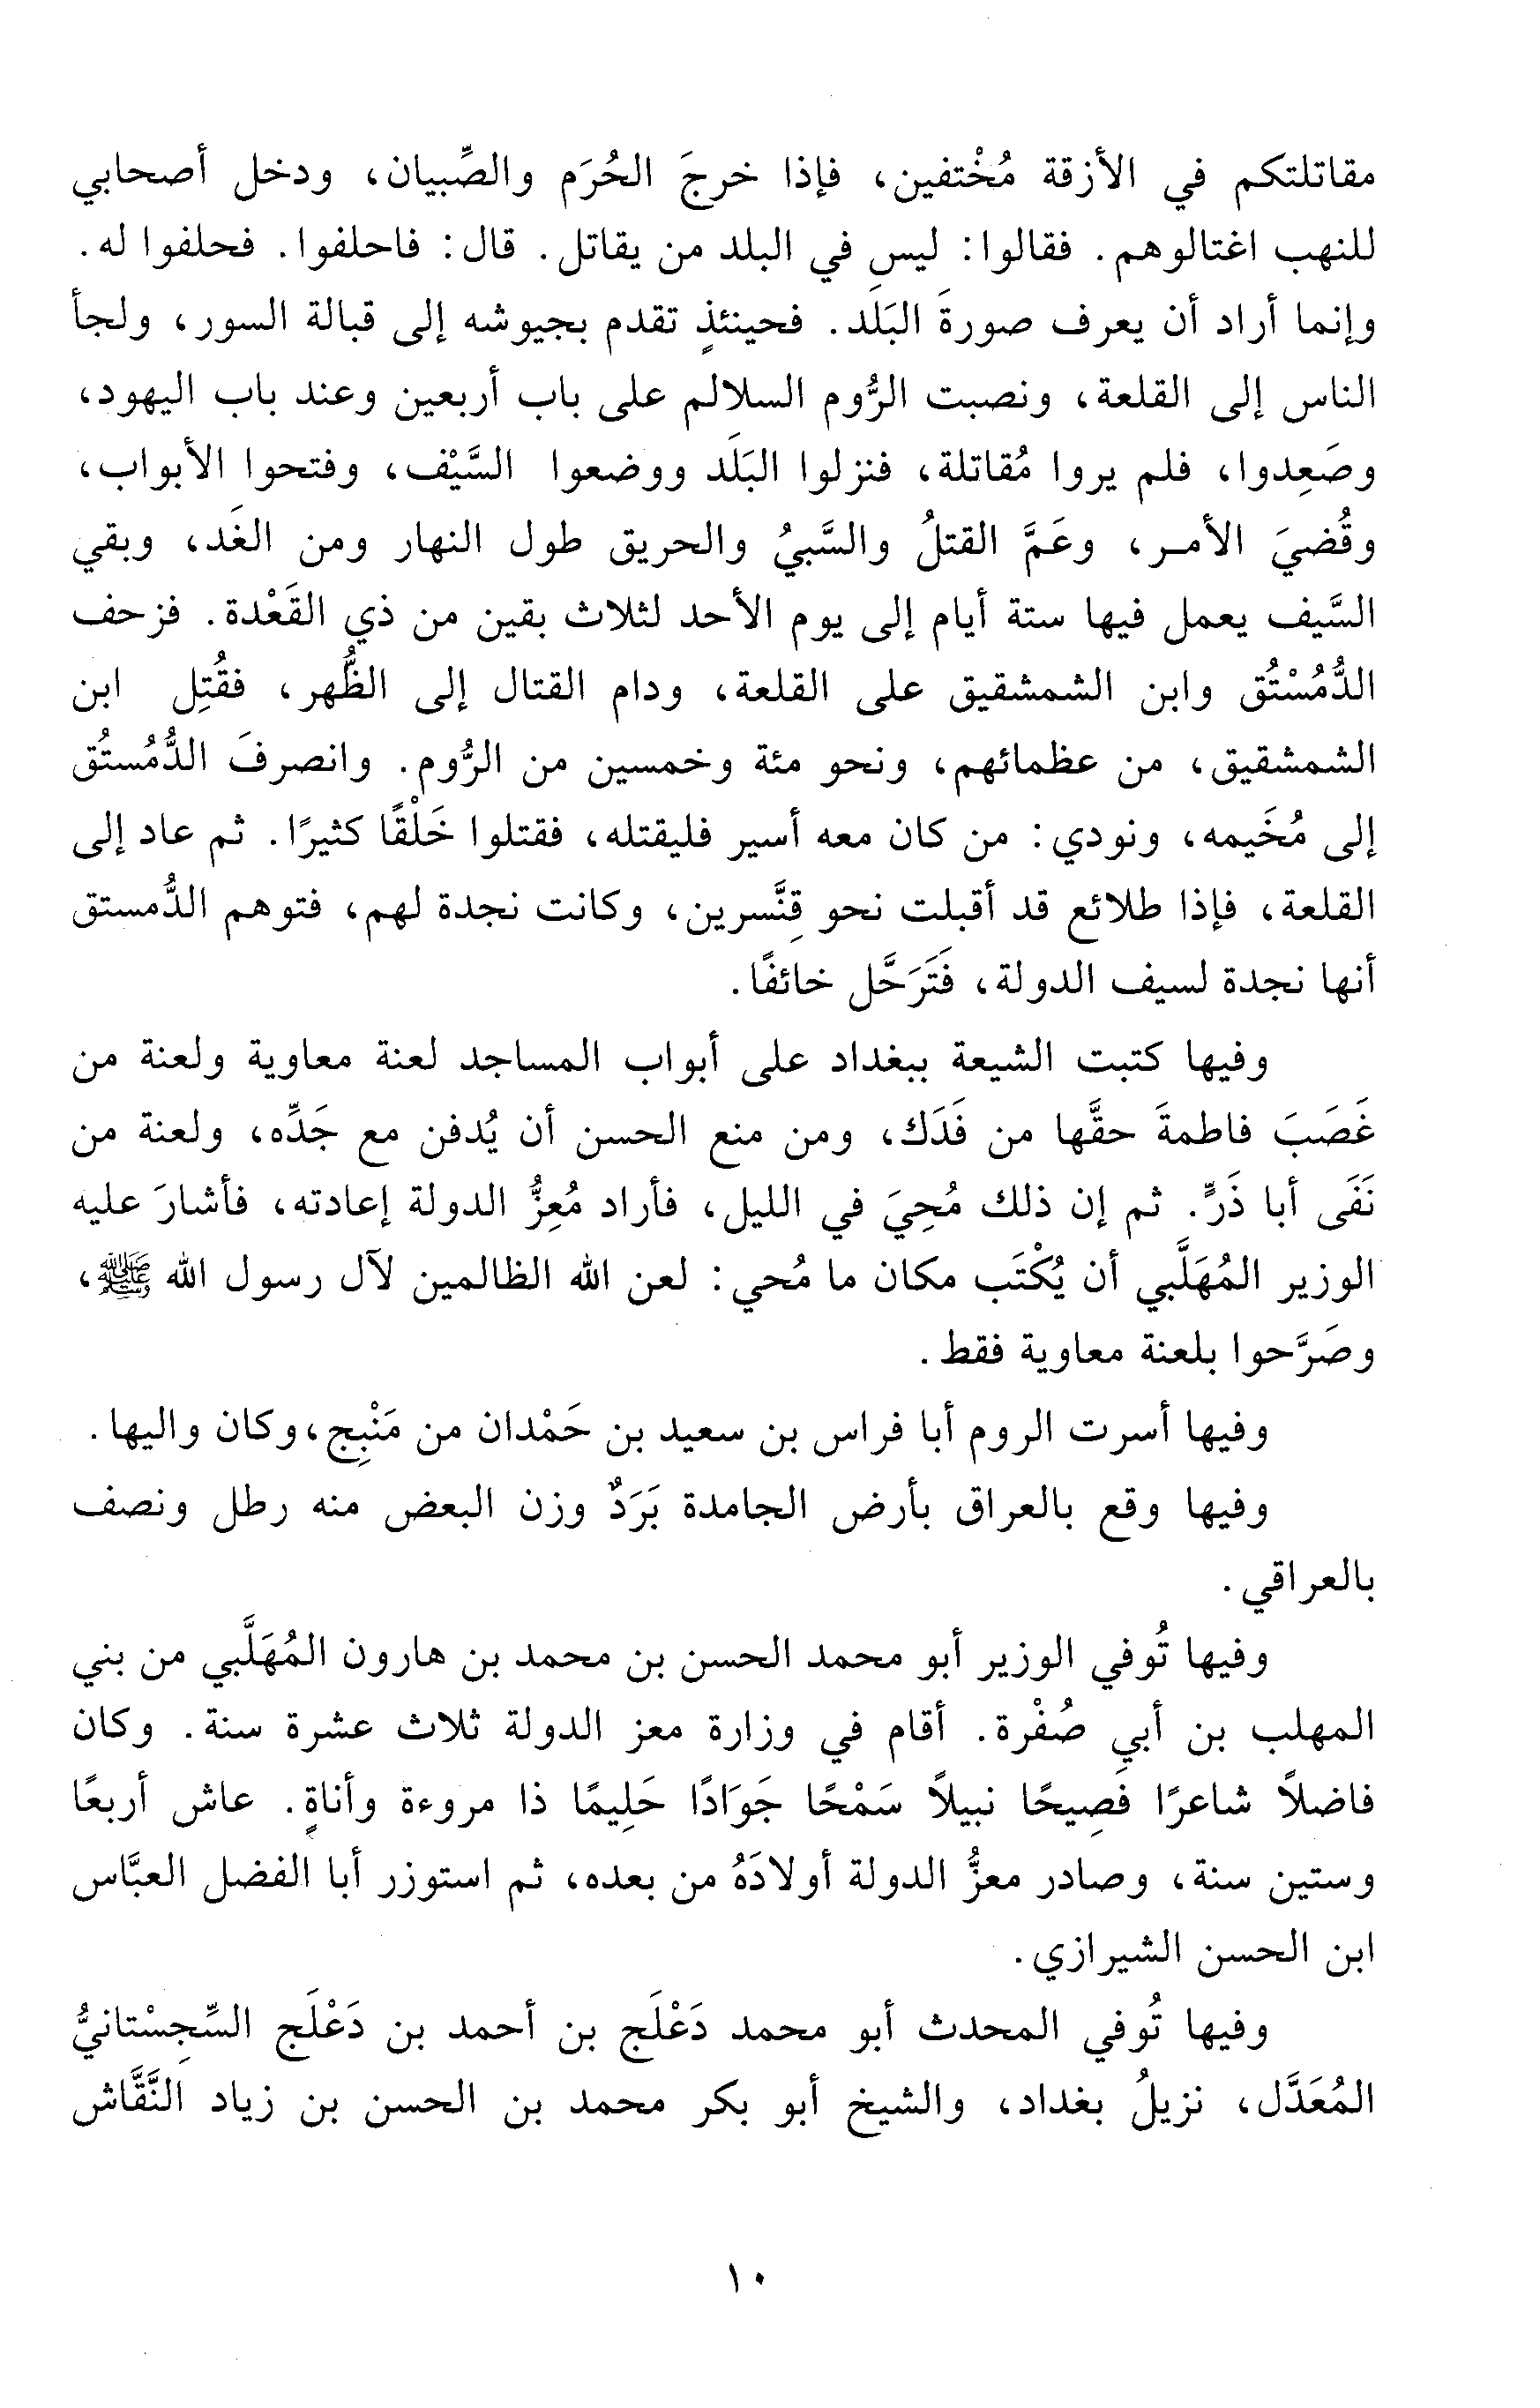 مقاتلتكم في الأزقة مُخْتفين، فإذا خرجَ الحُرَم والصِّبيان، ودخل أصحابي
للنهب اغتالوهم. فقالوا: ليس في البلد من يقاتل. قال: فاحلفوا. فحلفوا له.
وإنما أراد أن يعرف صورةَ البَلَد. فحينئذٍ تقدم بجيوشه إلى قبالة السور، ولجأ
الناس إلى القلعة، ونصبت الرُّوم السلالم على باب أربعين وعند باب اليهود،
وصَعِدوا، فلم يروا مُقاتلة، فنزلوا البَلَد ووضعوا السَّيْف، وفتحوا الأبواب،
وقُضيَ الأمر، وعَمَّ القتلُ والسَّبيُ والحريق طول النهار ومن الغَد، وبقي
السَّيف يعمل فيها ستة أيام إلى يوم الأحد لثلاث بقين من ذي القَعْدة. فزحف
الدُّمُسْتُق وابن الشمشقيق على القلعة، ودام القتال إلى الظُّهر، فقُتِل ابن
الشمشقيق، من عظمائهم، ونحو مئة وخمسين من الرُّوم. وانصرفَ الدُّمُستُق
إلى مُخَيمه، ونودي: من كان معه أسير فليقتله، فقتلوا خَلْقًا كثيرًا. ثم عاد إلى
القلعة، فإذا طلائع قد أقبلت نحو قِنَّسرين، وكانت نجدة لهم، فتوهم الدُّمستق
أنها نجدة لسيف الدولة، فَتَرَحَّل خائفًا.
وفيها كتبت الشيعة ببغداد على أبواب المساجد لعنة معاوية ولعنة من
غَصَبَ فاطمةَ حقَّها من فَدَك، ومن منع الحسن أن يُدفن مع جَدِّه، ولعنة من
نَفَى أبا ذَرٍّ. ثم إن ذلك مُحِيَ في الليل، فأراد مُعِزُّ الدولة إعادته، فأشارَ عليه
الوزير المُهَلَّبي أن يُكْتَب مكان ما مُحي: لعن الله الظالمين لآل رسول الله ﷺ،
وصَرَّحوا بلعنة معاوية فقط.
وفيها أسرت الروم أبا فراس بن سعيد بن حَمْدان من مَنْبِج، وكان واليها.
وفيها وقع بالعراق بأرض الجامدة بَرَدٌ وزن البعض منه رطل ونصف
بالعراقي.
وفيها تُوفي الوزير أبو محمد الحسن بن محمد بن هارون المُهَلَّبي من بني
المهلب بن أبي صُفْرة. أقام في وزارة معز الدولة ثلاث عشرة سنة. وكان
فاضلاً شاعرًا فَصِيحًا نبيلاً سَمْحًا جَوَادًا حَلِيمًا ذا مروءة وأناةٍ. عاش أربعًا
وستين سنة، وصادر معزُّ الدولة أولادَهُ من بعده، ثم استوزر أبا الفضل العبَّاس
ابن الحسن الشيرازي.
وفيها تُوفي المحدث أبو محمد دَعْلَج بن أحمد بن دَعْلَج السِّجِسْتانيُّ
المُعَدَّل، نزيلُ بغداد، والشيخ أبو بكر محمد بن الحسن بن زياد النَّقَّاش
١٠